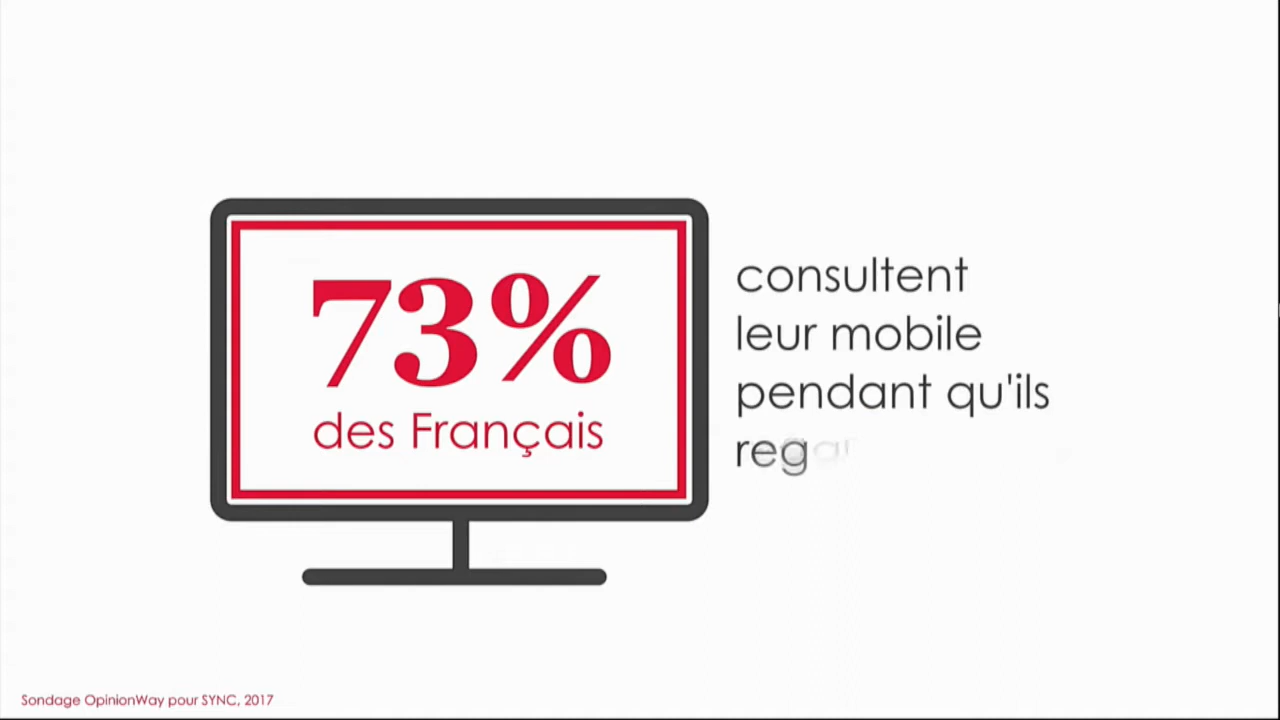 73%
des Français
consultent
leur mobile
pendant qu'ils
Sondage OpinionWay pour SYNC, 2017